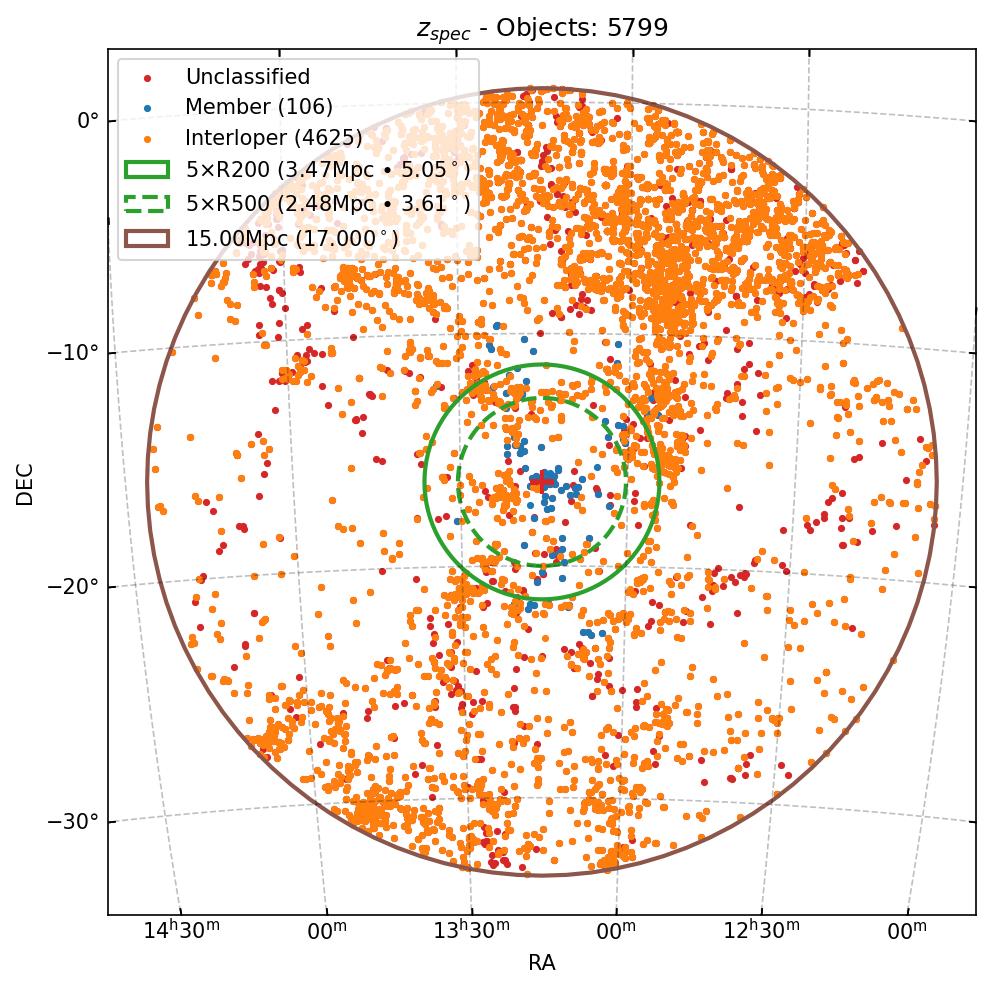 z_spec - Objects: 5799
Unclassified
Member (106)
Interloper (4625)
5×R200 (3.47Mpc • 5.05°)
5×R500 (2.48Mpc • 3.61°)
15.00Mpc (17.000°)
0°
−10°
−20°
−30°
DEC
14h30m 00m 13h30m 00m 12h30m 00m
RA